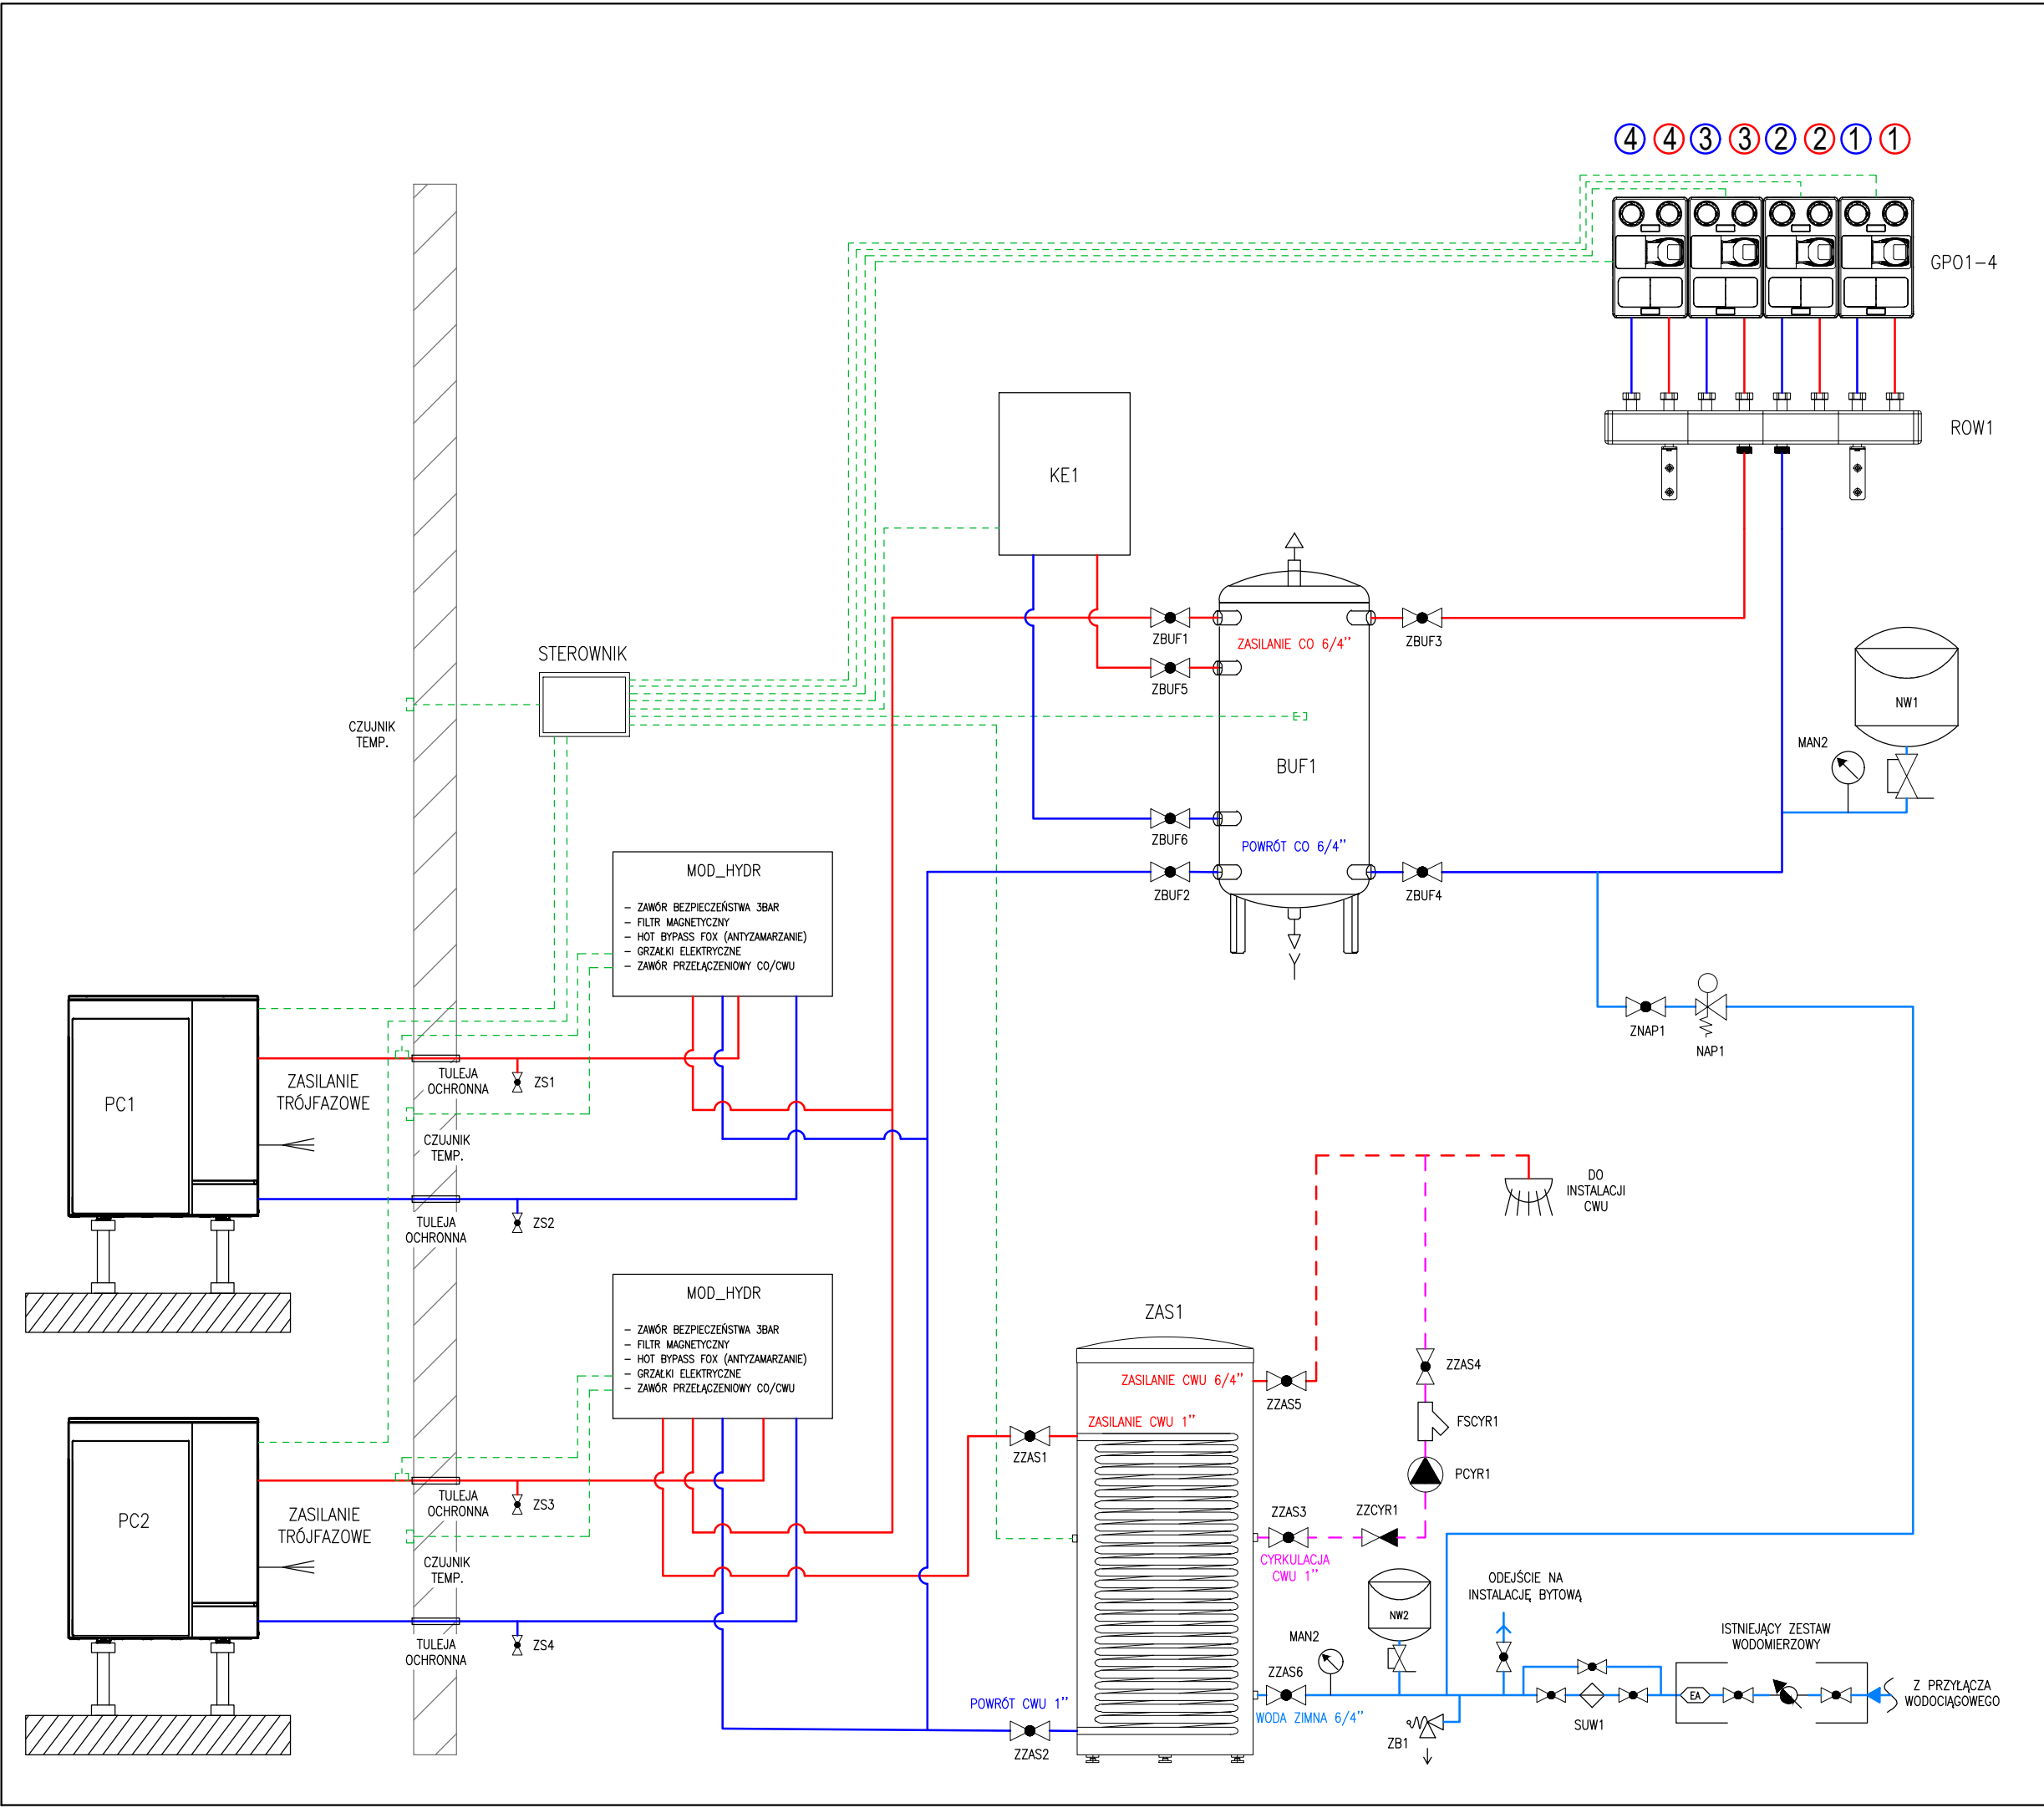 4 4 3 3 2 2 1 1
GPO1-4
ROW1
KE1
ZBUF1
ZASILANIE CO 6/4''
ZBUF3
STEROWNIK
ZBUF5
NW1
CZUJNIK
TEMP.
MAN2
BUF1
ZBUF6
POWRÓT CO 6/4''
ZBUF2
ZBUF4
MOD_HYDR
- ZAWÓR BEZPIECZEŃSTWA 3BAR
- FILTR MAGNETYCZNY
- HOT BYPASS FOX (ANTYZAMARZANIE)
- GRZAŁKI ELEKTRYCZNE
- ZAWÓR PRZEŁĄCZENIOWY CO/CWU
ZNAP1
NAP1
PC1
ZASILANIE
TRÓJFAZOWE
TULEJA
OCHRONNA
ZS1
CZUJNIK
TEMP.
TULEJA
OCHRONNA
ZS2
DO
INSTALACJI
CWU
MOD_HYDR
- ZAWÓR BEZPIECZEŃSTWA 3BAR
- FILTR MAGNETYCZNY
- HOT BYPASS FOX (ANTYZAMARZANIE)
- GRZAŁKI ELEKTRYCZNE
- ZAWÓR PRZEŁĄCZENIOWY CO/CWU
ZAS1
ZASILANIE CWU 6/4''
ZZAS5
ZZAS4
ZASILANIE CWU 1''
ZZAS1
FSCYR1
PCYR1
PC2
ZASILANIE
TRÓJFAZOWE
TULEJA
OCHRONNA
ZS3
CZUJNIK
TEMP.
TULEJA
OCHRONNA
ZS4
ZZAS3
ZZCYR1
CYRKULACJA
CWU 1''
NW2
ODEJŚCIE NA
INSTALACJĘ BYTOWĄ
ISTNIEJĄCY ZESTAW
WODOMIERZOWY
MAN2
ZZAS6
POWRÓT CWU 1''
ZZAS2
WODA ZIMNA 6/4''
ZB1
SUW1
EA
Z PRZYŁĄCZA
WODOCIĄGOWEGO